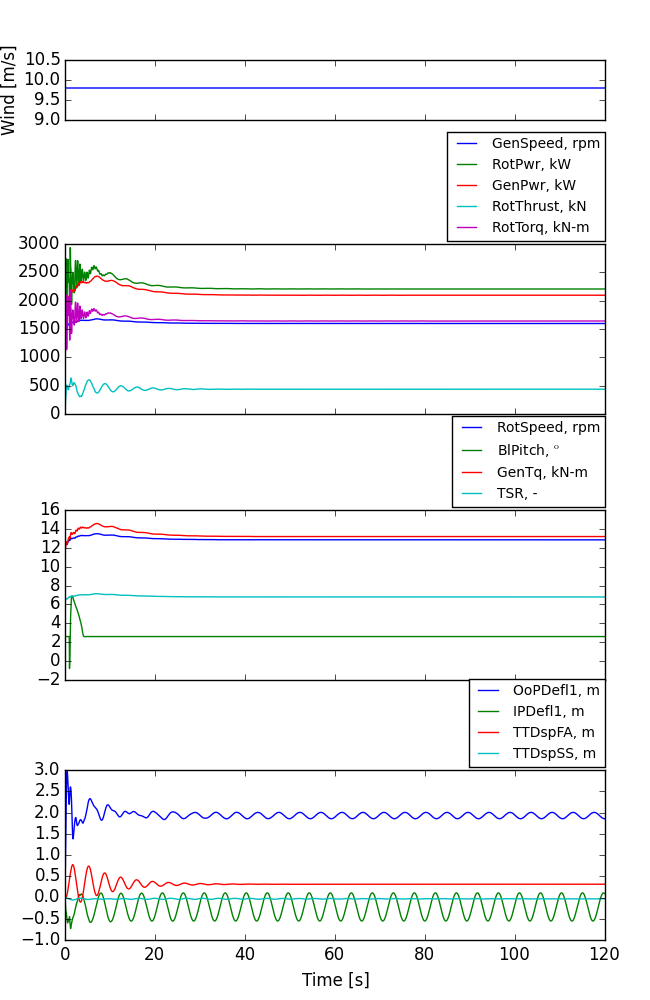 Wind [m/s]
10.5
10.0
9.5
9.0
GenSpeed, rpm
RotPwr, kW
GenPwr, kW
RotThrust, kN
RotTorq, kN-m
3000
2500
2000
1500
1000
500
0
RotSpeed, rpm
BlPitch, °
GenTq, kN-m
TSR, -
16
14
12
10
8
6
4
2
0
−2
OoPDefl1, m
IPDefl1, m
TTDspFA, m
TTDspSS, m
3.0
2.5
2.0
1.5
1.0
0.5
0.0
−0.5
−1.0
0 20 40 60 80 100 120
Time [s]